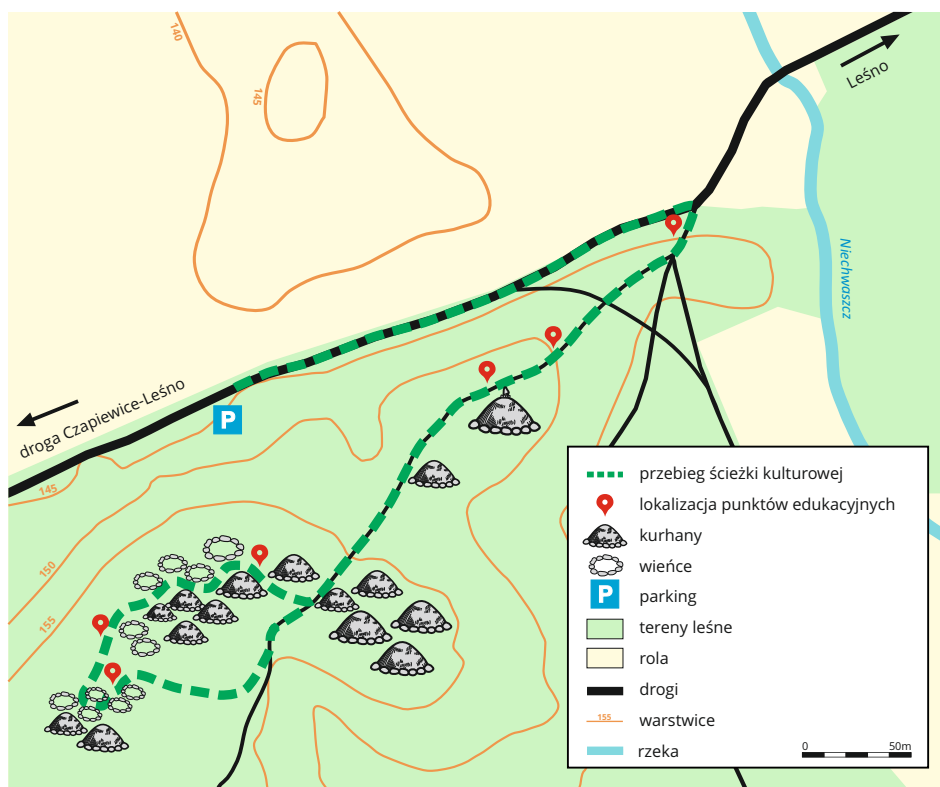 140
145
Leśno
Niechwaszcz
droga Czapiewice-Leśno
P
145
150
155
przebieg ścieżki kulturowej
lokalizacja punktów edukacyjnych
kurhany
wieńce
P
parking
tereny leśne
rola
drogi
155
warstwice
rzeka
0
50m